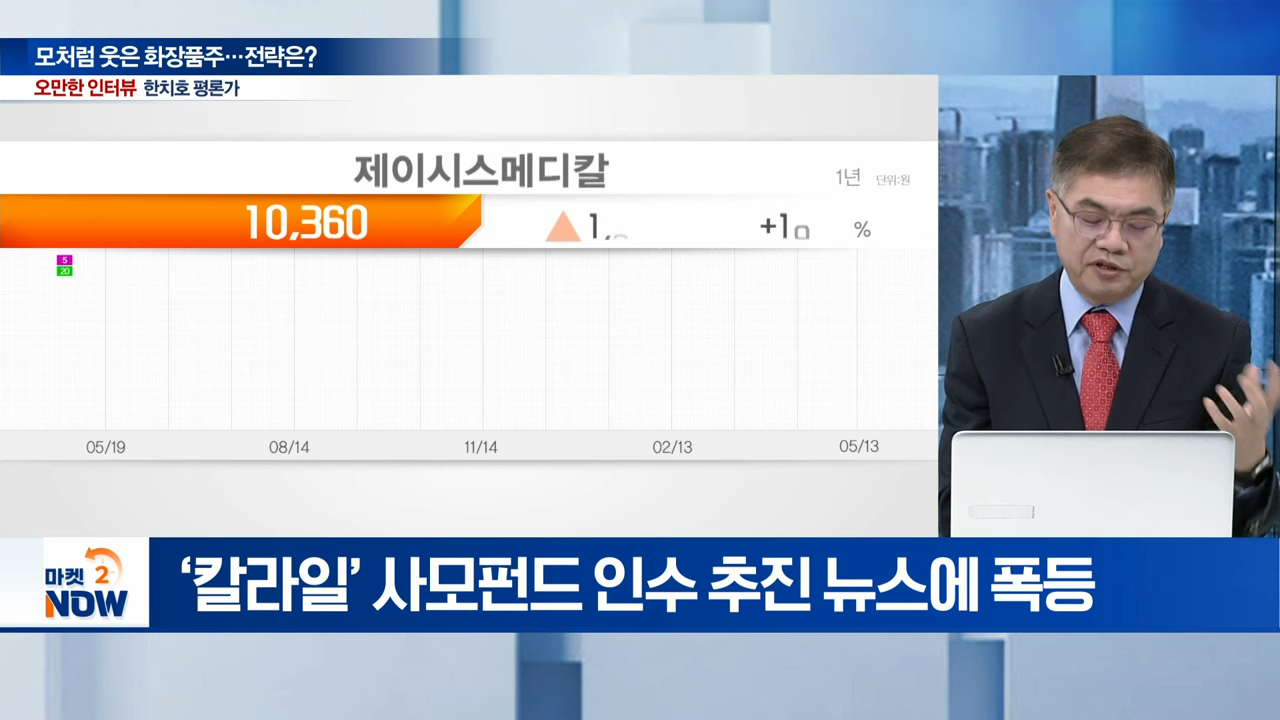 모처럼 웃은 화장품주…전략은?
오만한 인터뷰 한치호 평론가
제이시스메디칼
1년 단위:원
10,360 ▲ 1, +1 %
5
20
05/19 08/14 11/14 02/13 05/13
마켓 2
NOW
‘칼라일’ 사모펀드 인수 추진 뉴스에 폭등